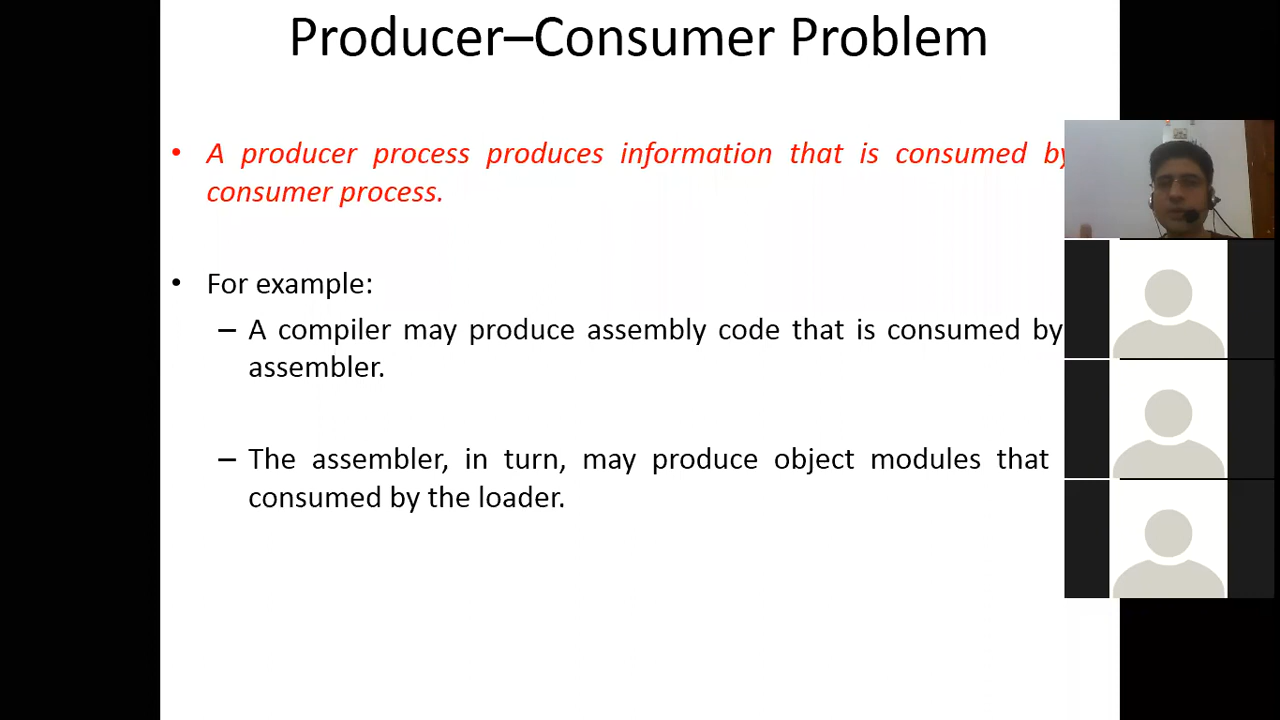 Producer–Consumer Problem
• A producer process produces information that is consumed by
consumer process.
• For example:
– A compiler may produce assembly code that is consumed by
assembler.
– The assembler, in turn, may produce object modules that
consumed by the loader.